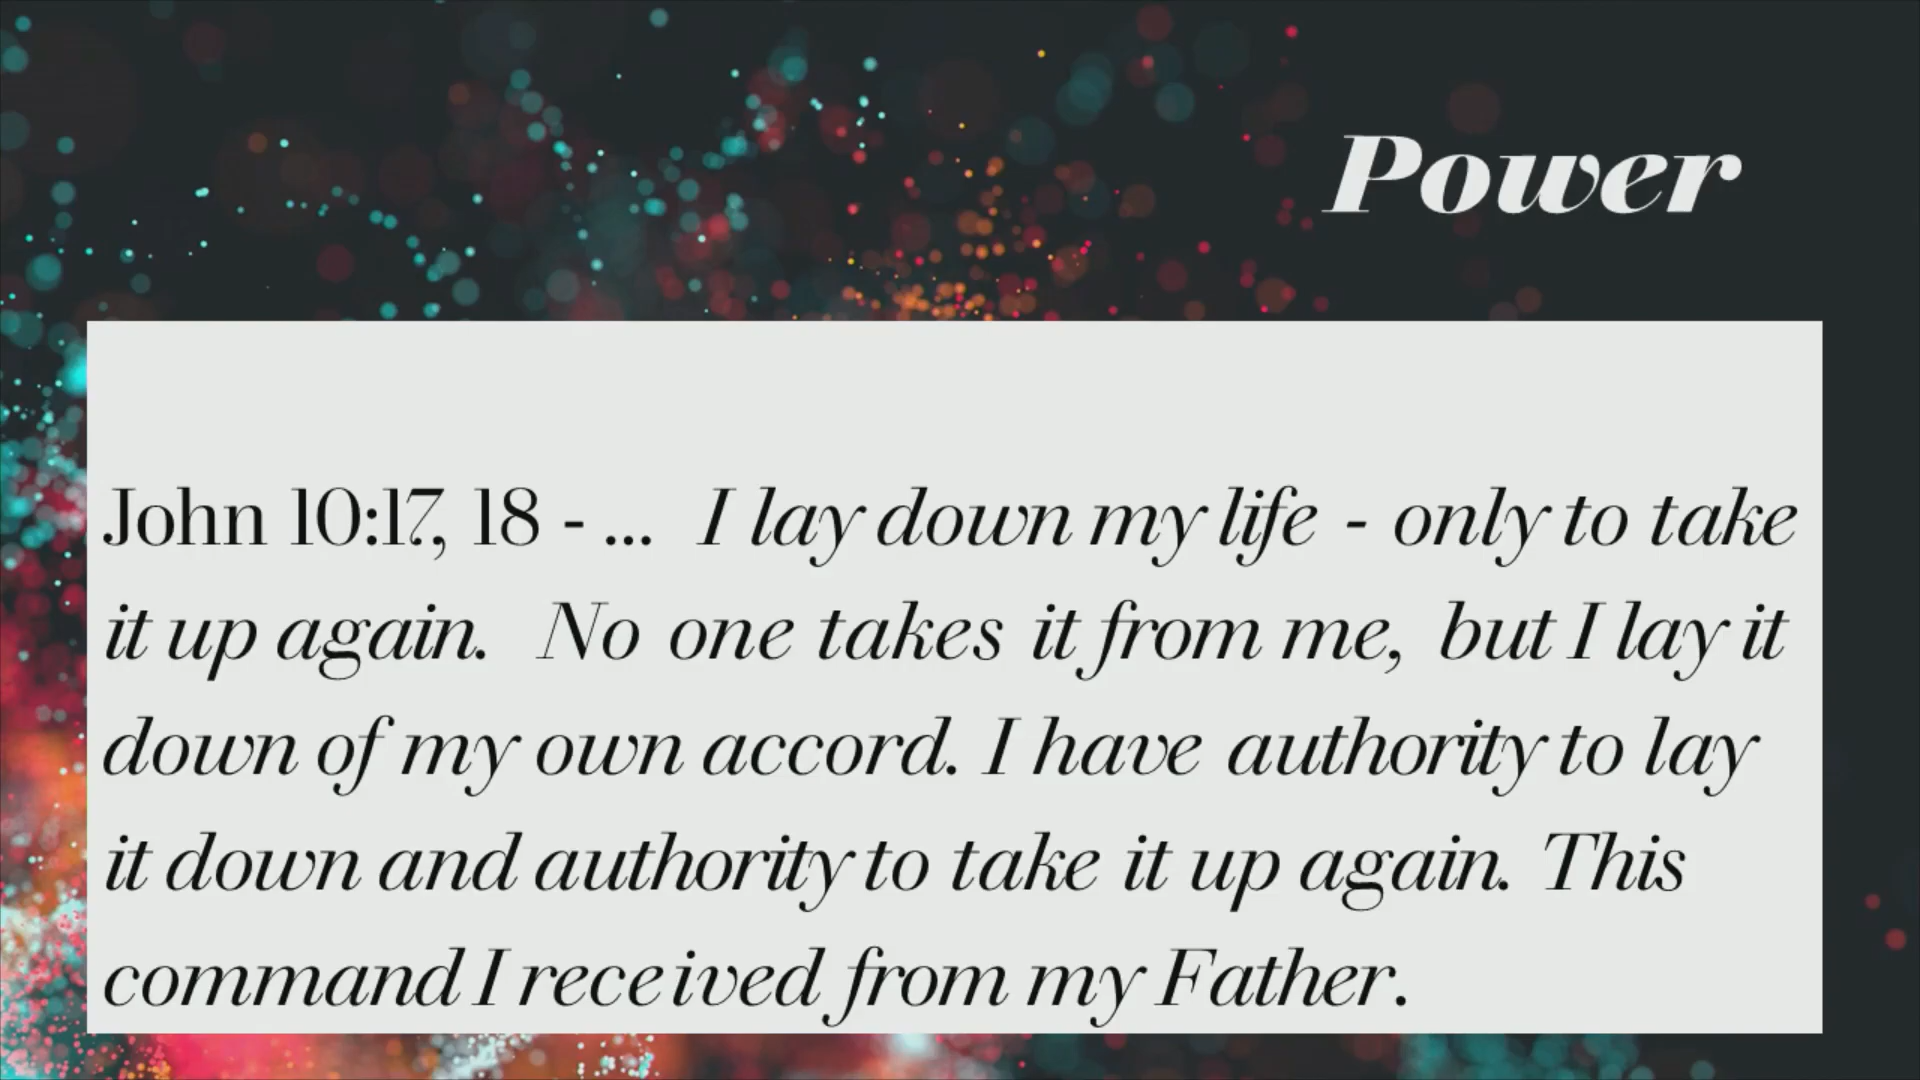 Power
John 10:17, 18 - ... I lay down my life - only to take
it up again. No one takes it from me, but I lay it
down of my own accord. I have authority to lay
it down and authority to take it up again. This
command I received from my Father.